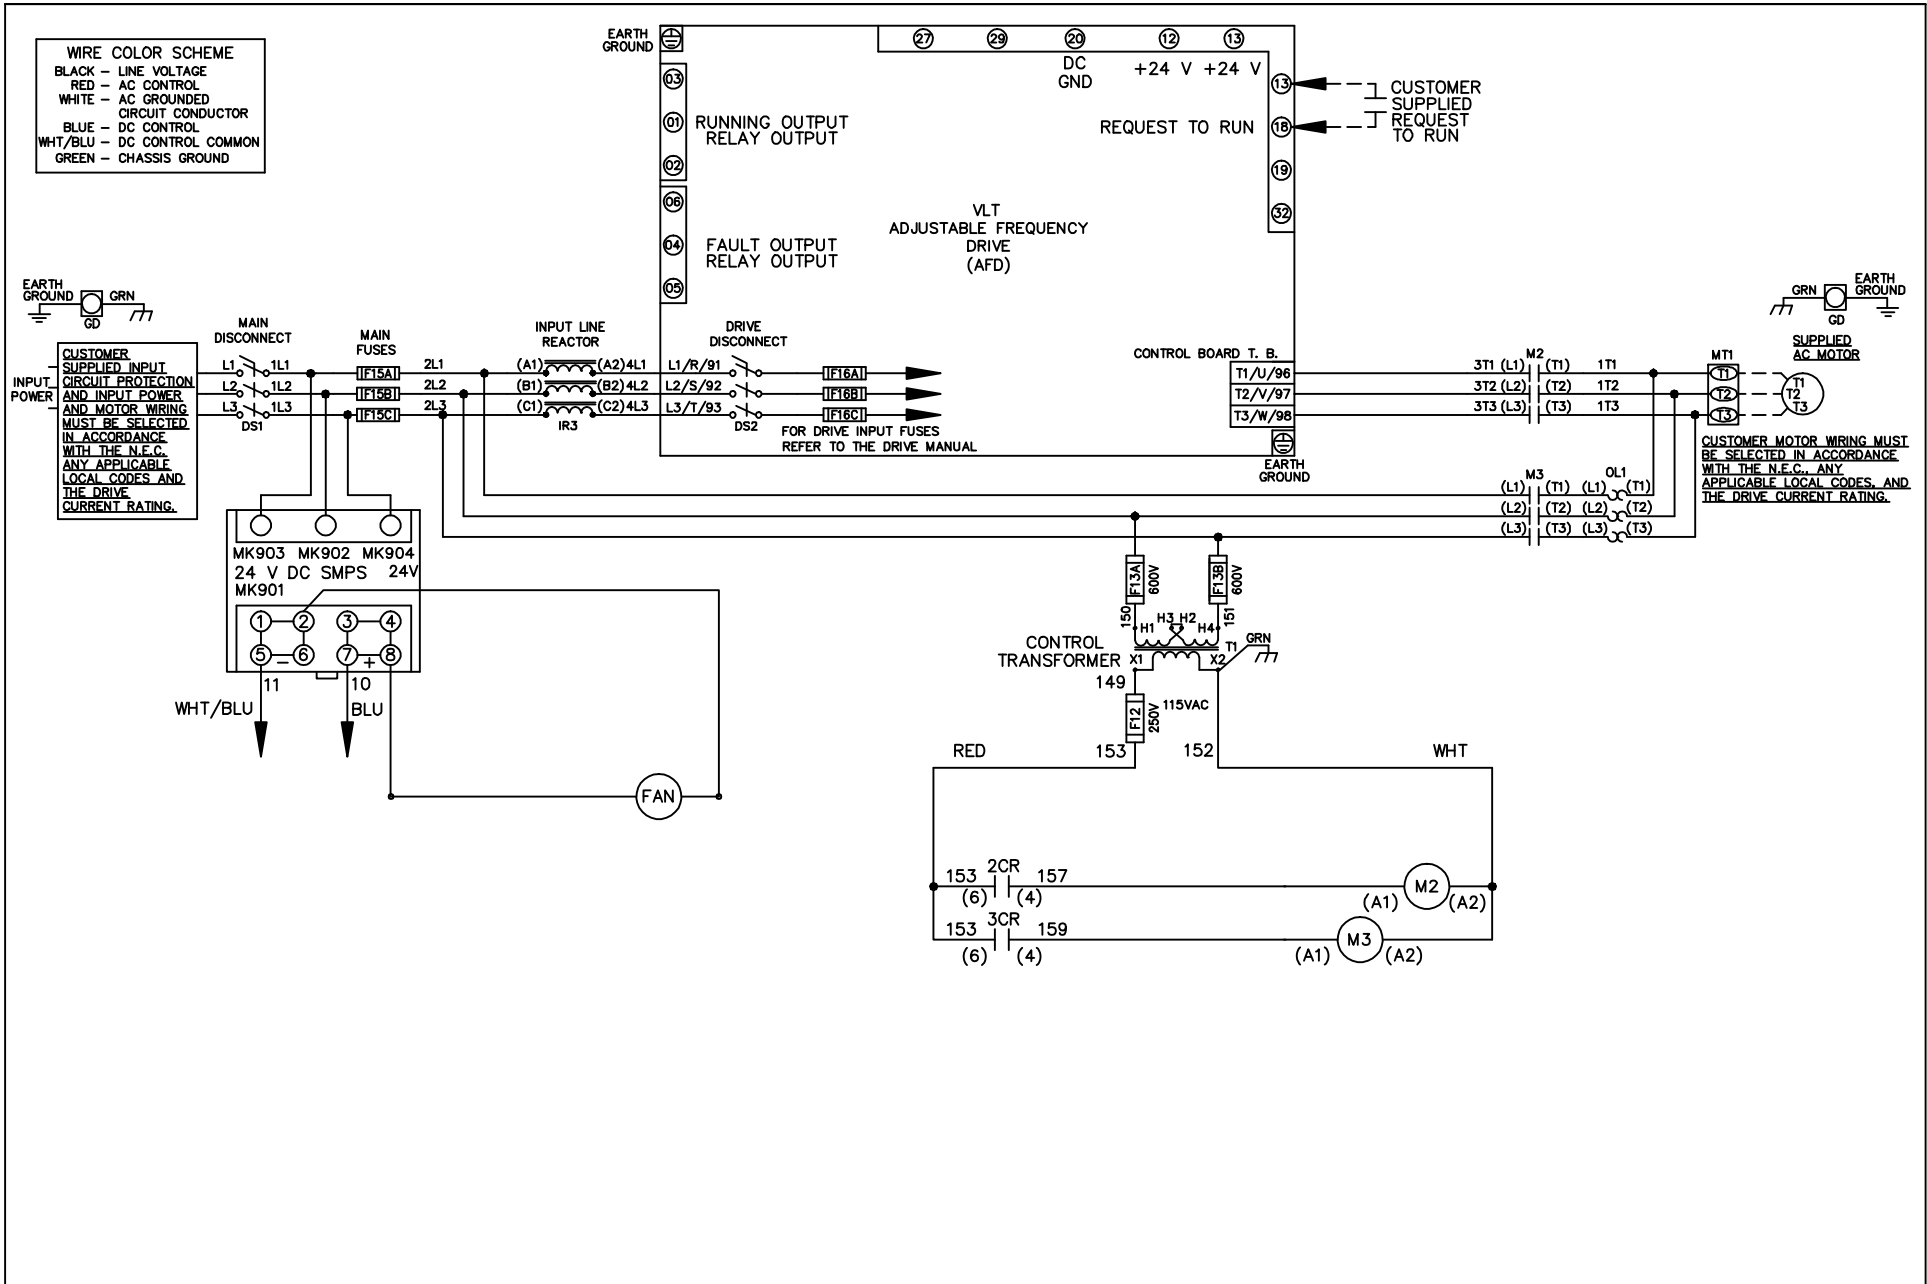 WIRE COLOR SCHEME
BLACK – LINE VOLTAGE
RED – AC CONTROL
WHITE – AC GROUNDED
CIRCUIT CONDUCTOR
BLUE – DC CONTROL
WHT/BLU – DC CONTROL COMMON
GREEN – CHASSIS GROUND
EARTH
GROUND
03
01
02
RUNNING OUTPUT
RELAY OUTPUT
06
04
05
FAULT OUTPUT
RELAY OUTPUT
27 29 20 12 13
DC
GND
+24 V +24 V
13
REQUEST TO RUN 18
19
32
CUSTOMER
SUPPLIED
REQUEST
TO RUN
VLT
ADJUSTABLE FREQUENCY
DRIVE
(AFD)
EARTH
GROUND
GRN
GD
INPUT
POWER
CUSTOMER
SUPPLIED INPUT
CIRCUIT PROTECTION
AND INPUT POWER
AND MOTOR WIRING
MUST BE SELECTED
IN ACCORDANCE
WITH THE N.E.C.
ANY APPLICABLE
LOCAL CODES AND
THE DRIVE
CURRENT RATING.
MAIN
DISCONNECT
L1 1L1
L2 1L2
L3 1L3
DS1
MAIN
FUSES
F15A 2L1
F15B 2L2
F15C 2L3
INPUT LINE
REACTOR
(A1) (A2) 4L1
(B1) (B2) 4L2
(C1) (C2) 4L3
IR3
DRIVE
DISCONNECT
L1/R/91
L2/S/92
L3/T/93
DS2
F16A
F16B
F16C
FOR DRIVE INPUT FUSES
REFER TO THE DRIVE MANUAL
CONTROL BOARD T. B.
T1/U/96
T2/V/97
T3/W/98
EARTH
GROUND
M2
3T1 (L1) (T1) 1T1
3T2 (L2) (T2) 1T2
3T3 (L3) (T3) 1T3
MT1
T1
T2
T3
GRN
GD
EARTH
GROUND
SUPPLIED
AC MOTOR
T1
T2
T3
CUSTOMER MOTOR WIRING MUST
BE SELECTED IN ACCORDANCE
WITH THE N.E.C., ANY
APPLICABLE LOCAL CODES, AND
THE DRIVE CURRENT RATING.
M3 OL1
(L1) (T1) (L1) (T1)
(L2) (T2) (L2) (T2)
(L3) (T3) (L3) (T3)
MK903 MK902 MK904
24 V DC SMPS 24V
MK901
1 2 3 4
5 – 6 7 + 8
11 10
WHT/BLU BLU
FAN
F13A
600V
F13B
600V
150
151
H1 H3 H2 H4
CONTROL
TRANSFORMER
X1 X2 T1
GRN
149
F12
250V
115VAC
RED 153 152 WHT
153 2CR 157
(6) (4)
M2
(A1) (A2)
153 3CR 159
(6) (4)
M3
(A1) (A2)